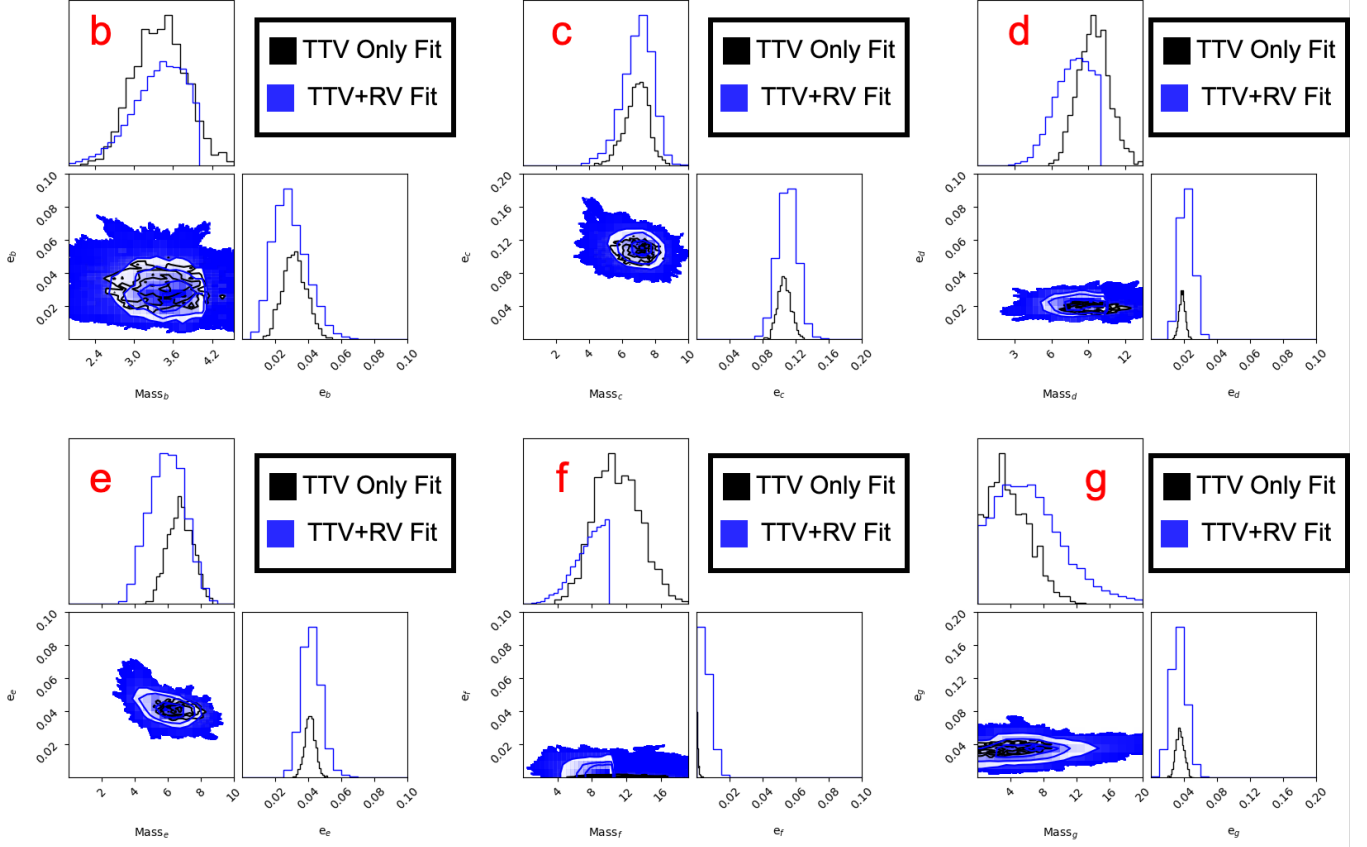 b
TTV Only Fit
TTV+RV Fit
c
TTV Only Fit
TTV+RV Fit
d
TTV Only Fit
TTV+RV Fit
0.10
0.08
0.06
0.04
0.02
e_b
2.4
3.0
3.6
4.2
Mass_b
0.02
0.04
0.06
0.08
0.10
e_b
0.20
0.16
0.12
0.08
0.04
e_c
2
4
6
8
10
Mass_c
0.04
0.08
0.12
0.16
0.20
e_c
0.10
0.08
0.06
0.04
0.02
e_d
3
6
9
12
Mass_d
0.02
0.04
0.06
0.08
0.10
e_d
e
TTV Only Fit
TTV+RV Fit
f
TTV Only Fit
TTV+RV Fit
g
TTV Only Fit
TTV+RV Fit
0.10
0.08
0.06
0.04
0.02
e_e
2
4
6
8
10
Mass_e
0.02
0.04
0.06
0.08
0.10
e_e
0.10
0.08
0.06
0.04
0.02
e_f
4
8
12
16
Mass_f
0.02
0.04
0.06
0.08
0.10
e_f
0.20
0.16
0.12
0.08
0.04
e_g
4
8
12
16
20
Mass_g
0.04
0.08
0.12
0.16
0.20
e_g